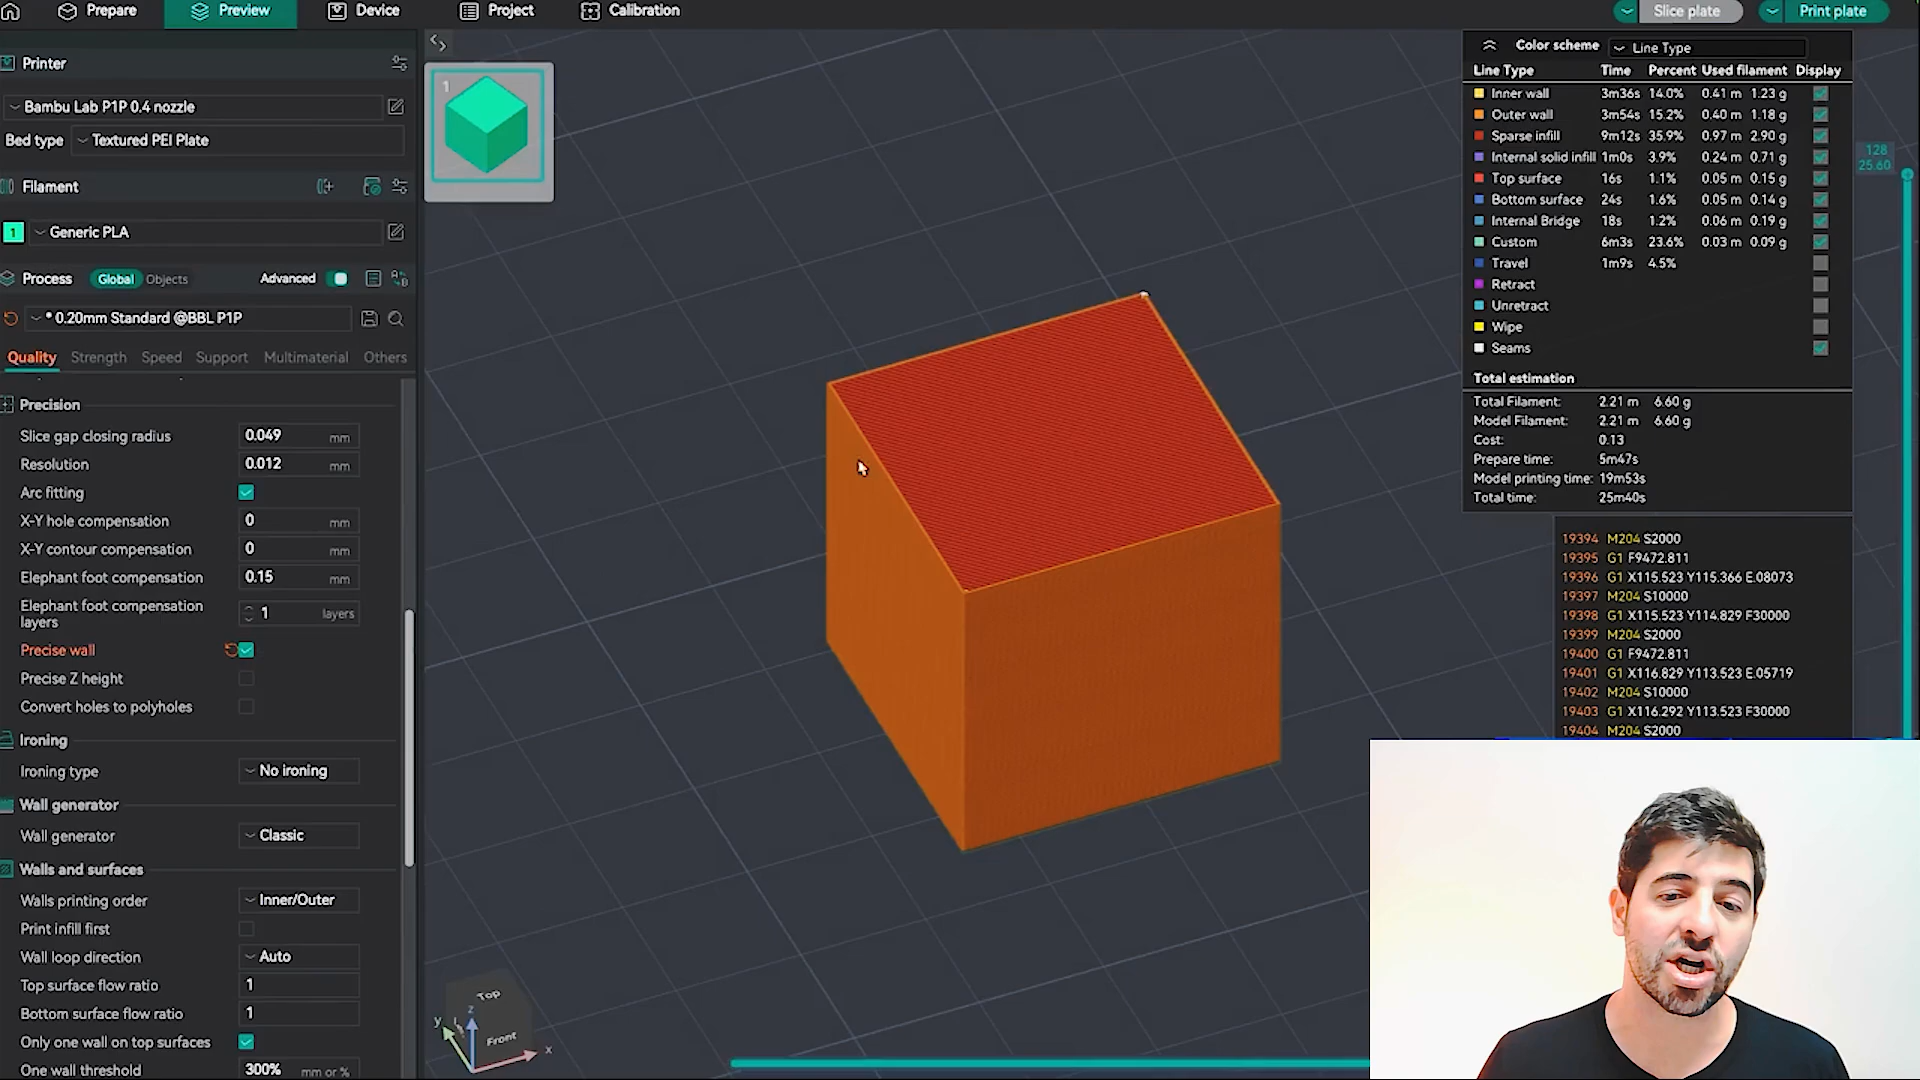 Prepare Preview Device Project Calibration Slice plate Print plate
Printer
Bambu Lab P1P 0.4 nozzle
Bed type Textured PEI Plate
Filament
1 Generic PLA
Process Global Objects Advanced
* 0.20mm Standard @BBL P1P
Quality Strength Speed Support Multimaterial Others
Precision
Slice gap closing radius 0.049 mm
Resolution 0.012 mm
Arc fitting
X-Y hole compensation 0 mm
X-Y contour compensation 0 mm
Elephant foot compensation 0.15 mm
Elephant foot compensation layers 1 layers
Precise wall
Precise Z height
Convert holes to polyholes
Ironing
Ironing type No ironing
Wall generator
Wall generator Classic
Walls and surfaces
Walls printing order Inner/Outer
Print infill first
Wall loop direction Auto
Top surface flow ratio 1
Bottom surface flow ratio 1
Only one wall on top surfaces
One wall threshold 300% mm or %
1
Top
Front
z
y
x
Color scheme Line Type
Line Type Time Percent Used filament Display
Inner wall 3m36s 14.0% 0.41 m 1.23 g
Outer wall 3m54s 15.2% 0.40 m 1.18 g
Sparse infill 9m12s 35.9% 0.97 m 2.90 g
Internal solid infill 1m0s 3.9% 0.24 m 0.71 g
Top surface 16s 1.1% 0.05 m 0.15 g
Bottom surface 24s 1.6% 0.05 m 0.14 g
Internal Bridge 18s 1.2% 0.06 m 0.19 g
Custom 6m3s 23.6% 0.03 m 0.09 g
Travel 1m9s 4.5%
Retract
Unretract
Wipe
Seams
Total estimation
Total Filament: 2.21 m 6.60 g
Model Filament: 2.21 m 6.60 g
Cost: 0.13
Prepare time: 5m47s
Model printing time: 19m53s
Total time: 25m40s
128
25.60
19394 M204 S2000
19395 G1 F9472.811
19396 G1 X115.523 Y115.366 E.08073
19397 M204 S10000
19398 G1 X115.523 Y114.829 F30000
19399 M204 S2000
19400 G1 F9472.811
19401 G1 X116.829 Y113.523 E.05719
19402 M204 S10000
19403 G1 X116.292 Y113.523 F30000
19404 M204 S2000